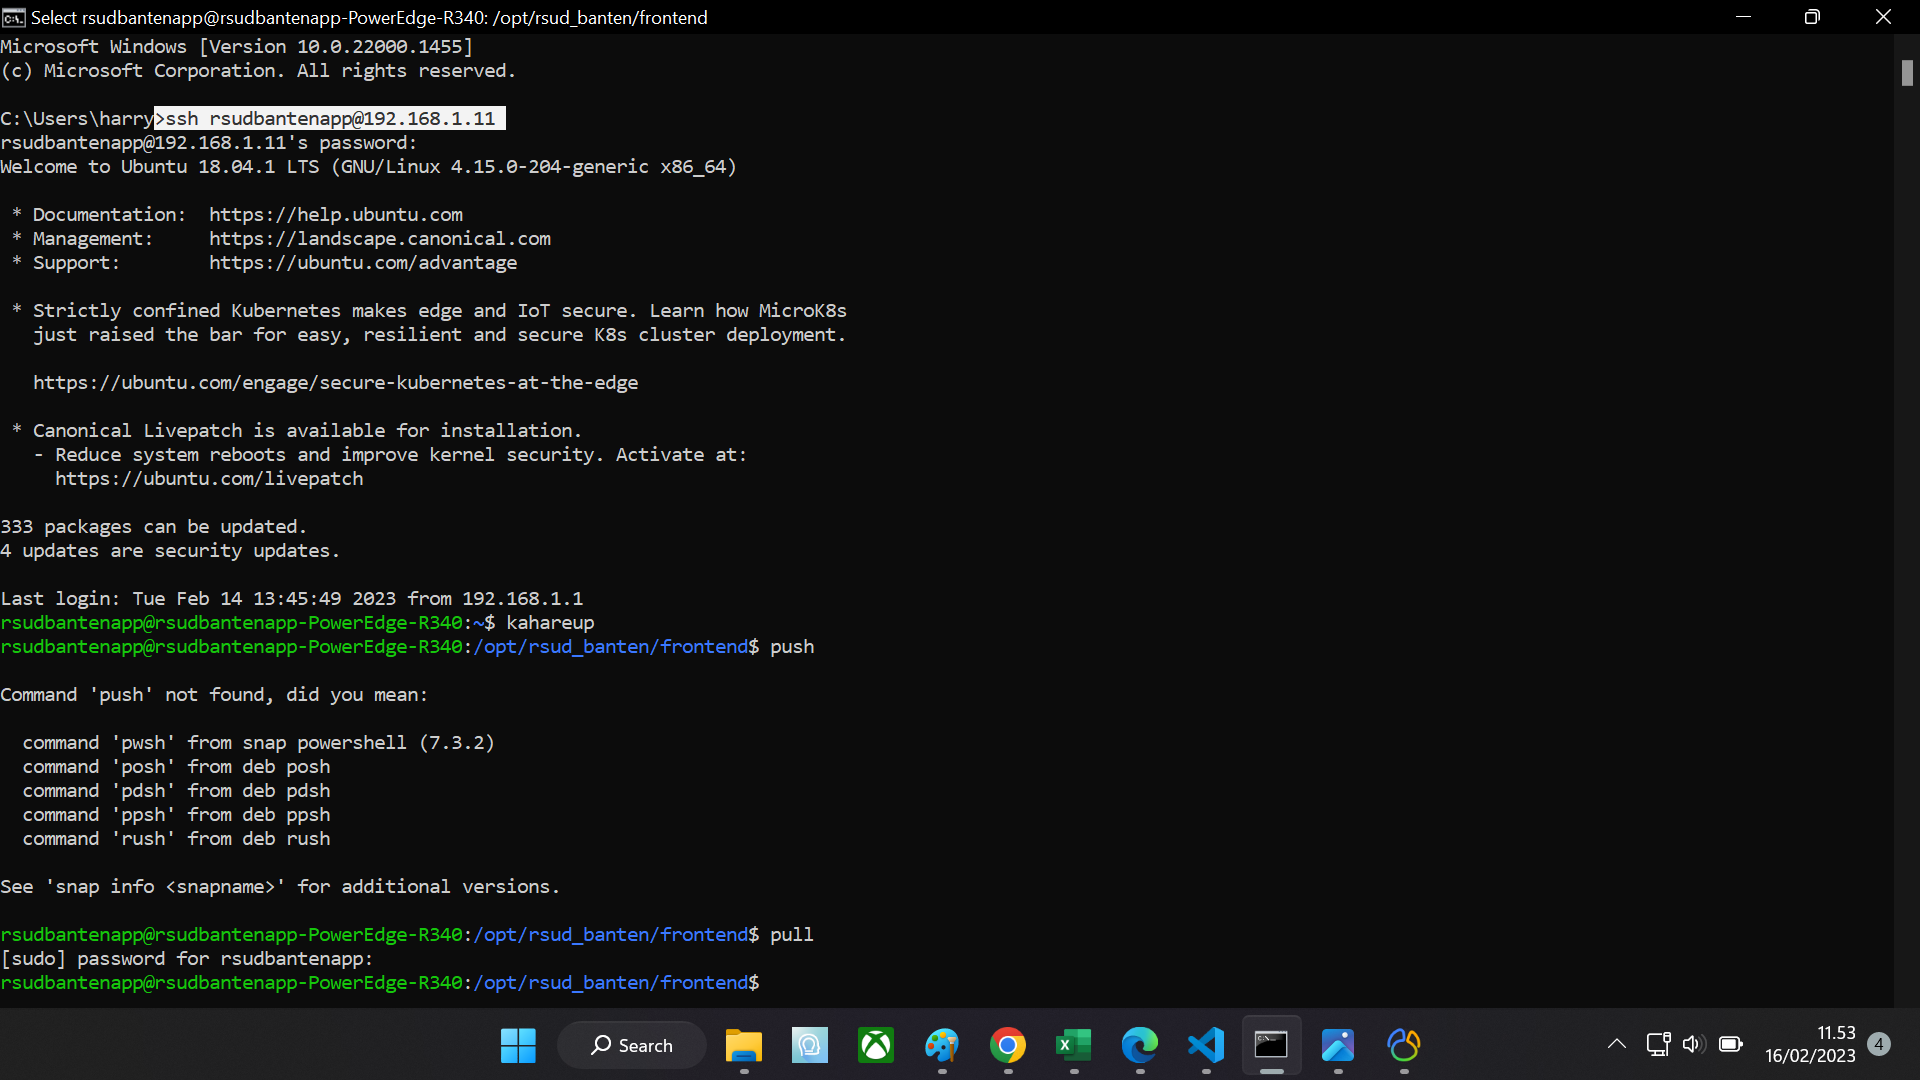 Select rsudbantenapp@rsudbantenapp-PowerEdge-R340: /opt/rsud_banten/frontend
Microsoft Windows [Version 10.0.22000.1455]
(c) Microsoft Corporation. All rights reserved.
C:\Users\harry>ssh rsudbantenapp@192.168.1.11
rsudbantenapp@192.168.1.11's password:
Welcome to Ubuntu 18.04.1 LTS (GNU/Linux 4.15.0-204-generic x86_64)
* Documentation:  https://help.ubuntu.com
* Management:     https://landscape.canonical.com
* Support:        https://ubuntu.com/advantage
* Strictly confined Kubernetes makes edge and IoT secure. Learn how MicroK8s
just raised the bar for easy, resilient and secure K8s cluster deployment.
https://ubuntu.com/engage/secure-kubernetes-at-the-edge
* Canonical Livepatch is available for installation.
- Reduce system reboots and improve kernel security. Activate at:
https://ubuntu.com/livepatch
333 packages can be updated.
4 updates are security updates.
Last login: Tue Feb 14 13:45:49 2023 from 192.168.1.1
rsudbantenapp@rsudbantenapp-PowerEdge-R340:~$ kahareup
rsudbantenapp@rsudbantenapp-PowerEdge-R340:/opt/rsud_banten/frontend$ push
Command 'push' not found, did you mean:
command 'pwsh' from snap powershell (7.3.2)
command 'posh' from deb posh
command 'pdsh' from deb pdsh
command 'ppsh' from deb ppsh
command 'rush' from deb rush
See 'snap info <snapname>' for additional versions.
rsudbantenapp@rsudbantenapp-PowerEdge-R340:/opt/rsud_banten/frontend$ pull
[sudo] password for rsudbantenapp:
rsudbantenapp@rsudbantenapp-PowerEdge-R340:/opt/rsud_banten/frontend$
Search
11.53
16/02/2023
4